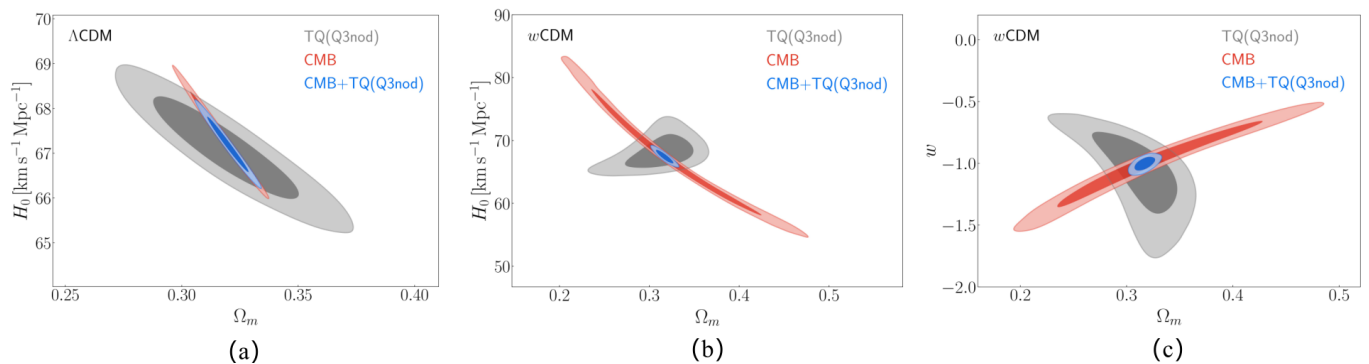 ΛCDM
TQ(Q3nod)
CMB
CMB+TQ(Q3nod)
H₀ [km s⁻¹ Mpc⁻¹]
70
69
68
67
66
65
0.25
0.30
0.35
0.40
Ωₘ
(a)
wCDM
TQ(Q3nod)
CMB
CMB+TQ(Q3nod)
H₀ [km s⁻¹ Mpc⁻¹]
90
80
70
60
50
0.2
0.3
0.4
0.5
Ωₘ
(b)
wCDM
TQ(Q3nod)
CMB
CMB+TQ(Q3nod)
w
0.0
−0.5
−1.0
−1.5
−2.0
0.2
0.3
0.4
0.5
Ωₘ
(c)